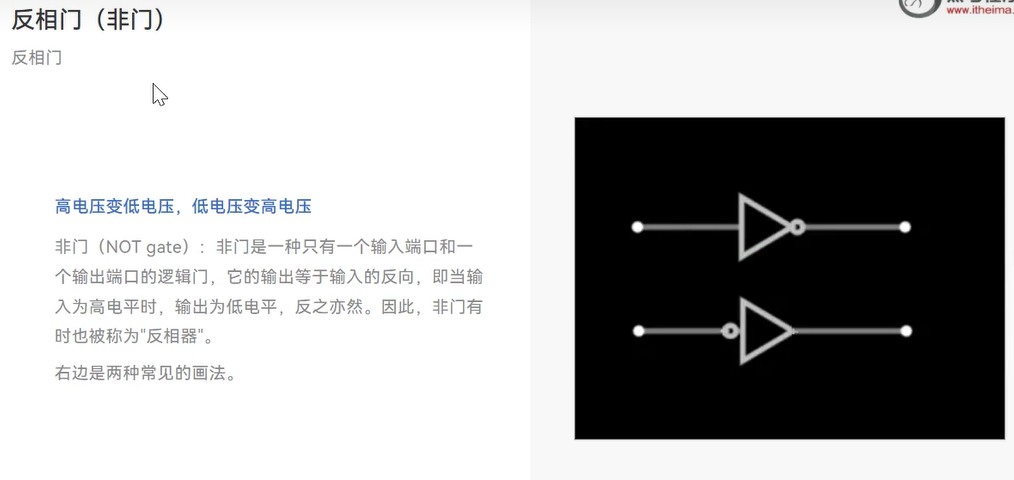 反相门（非门）
www.itheima.
反相门
高电压变低电压，低电压变高电压
非门（NOT gate）：非门是一种只有一个输入端口和一
个输出端口的逻辑门，它的输出等于输入的反向，即当输
入为高电平时，输出为低电平，反之亦然。因此，非门有
时也被称为"反相器"。
右边是两种常见的画法。